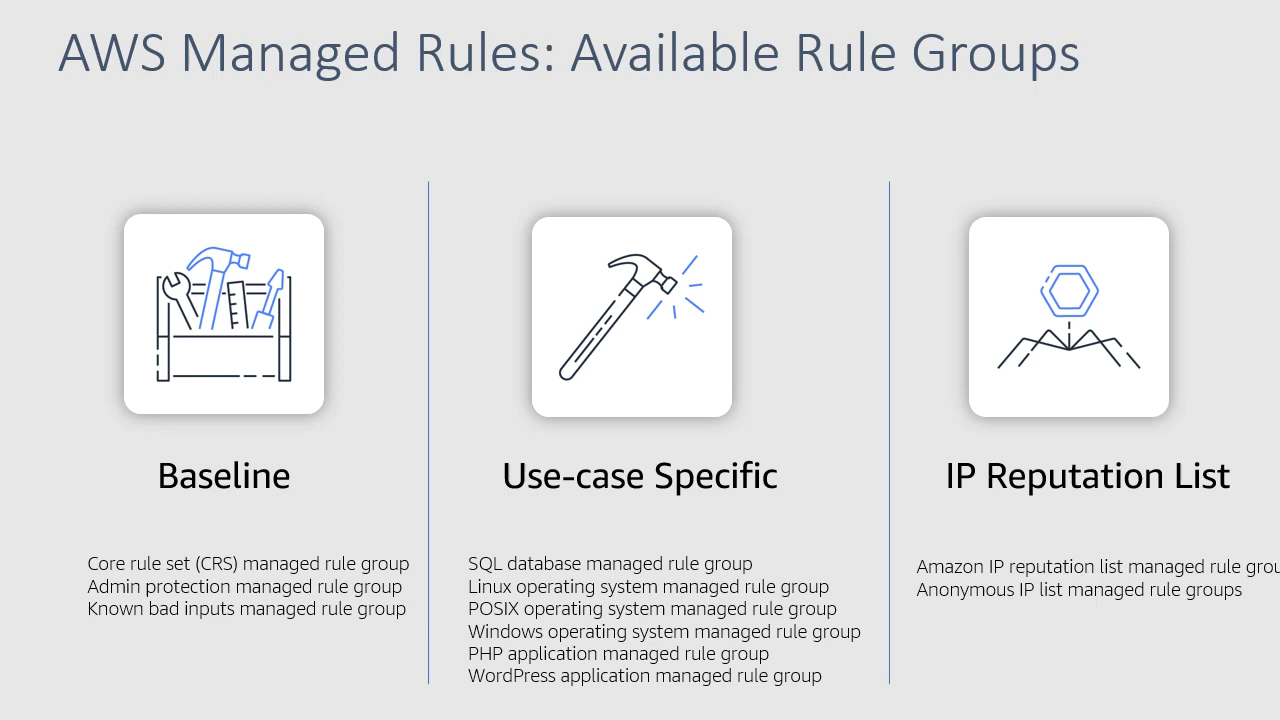 AWS Managed Rules: Available Rule Groups
Baseline
Core rule set (CRS) managed rule group
Admin protection managed rule group
Known bad inputs managed rule group
Use-case Specific
SQL database managed rule group
Linux operating system managed rule group
POSIX operating system managed rule group
Windows operating system managed rule group
PHP application managed rule group
WordPress application managed rule group
IP Reputation List
Amazon IP reputation list managed rule grou
Anonymous IP list managed rule groups